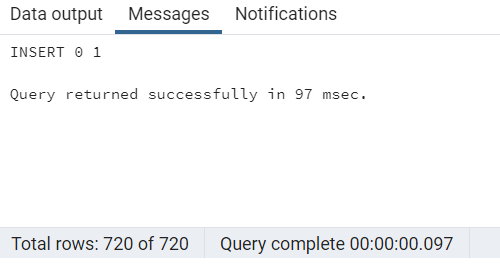 Data output Messages Notifications
INSERT 0 1
Query returned successfully in 97 msec.
Total rows: 720 of 720 Query complete 00:00:00.097